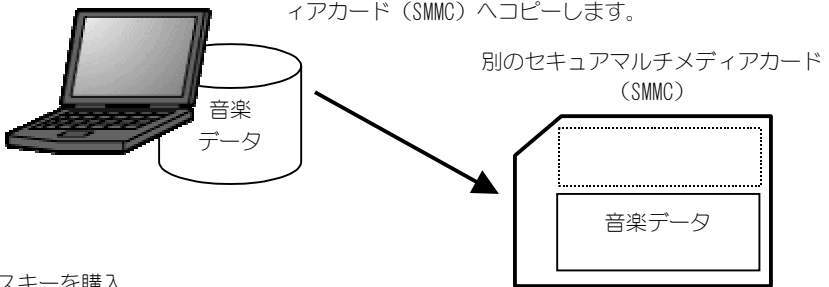 ィアカード（SMMC）へコピーします。
別のセキュアマルチメディアカード
（SMMC）
音楽
データ
音楽データ
スキーを購入